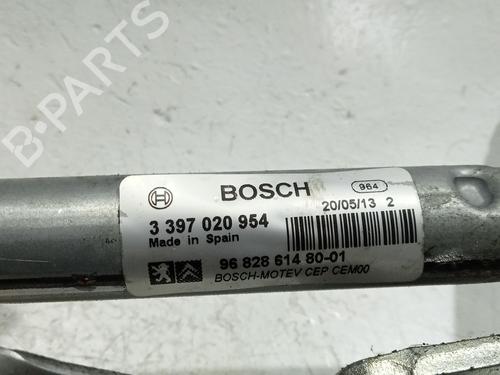 B-PARTS
BOSCH
964
3 397 020 954
Made in Spain
20/05/13 2
96 828 614 80-01
BOSCH-MOTEV CEP CEM00